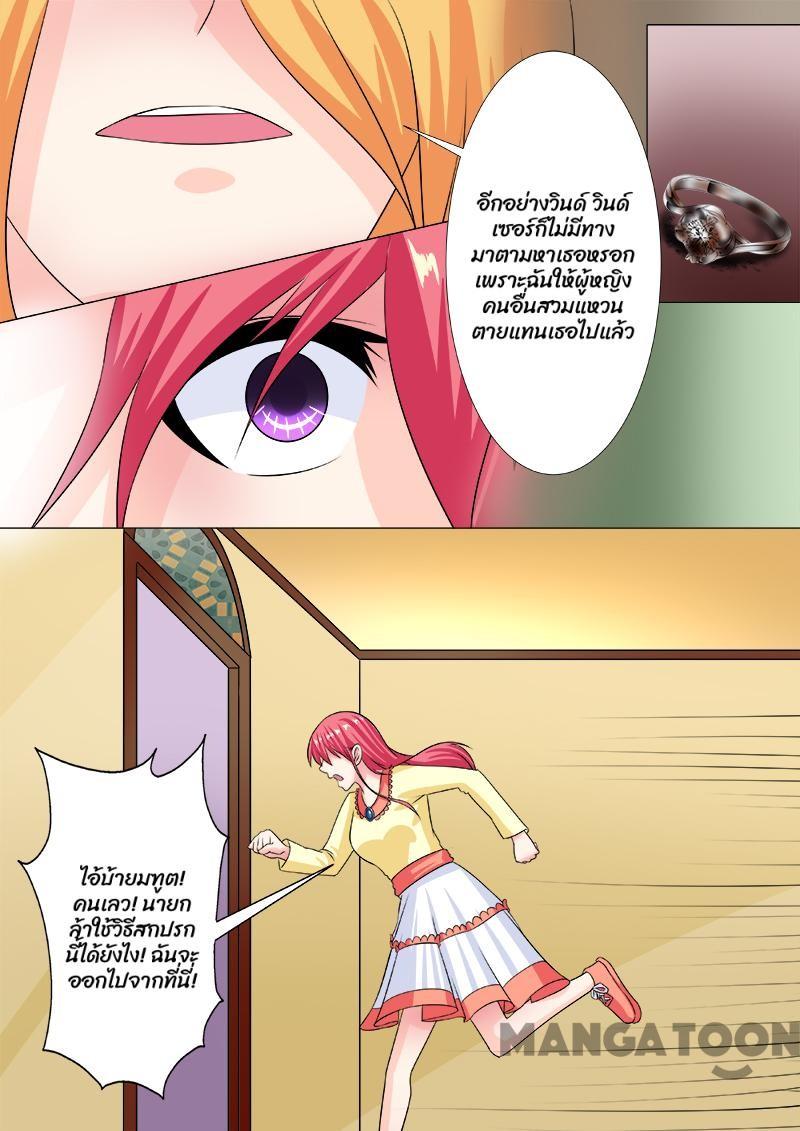 อีกอย่างวินด์ วินด์
เซอร์ก็ไม่มีทาง
มาตามหาเธอหรอก
เพราะฉันให้ผู้หญิง
คนอื่นสวมแหวน
ตายแทนเธอไปแล้ว
ไอ้บ้ายมทูต!
คนเลว! นายก
ล้าใช้วิธีสกปรก
นี้ได้ยังไง! ฉันจะ
ออกไปจากที่นี่!
MANGATOON